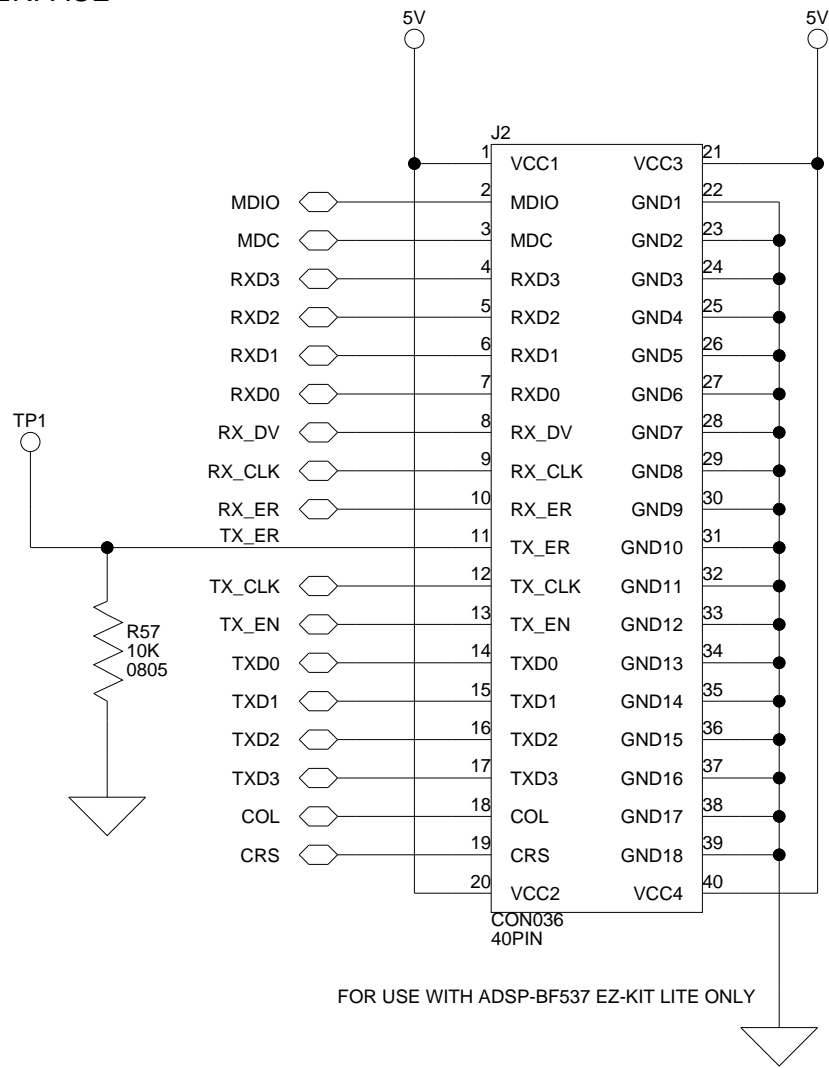 5V 5V
J2
1 VCC1 VCC3 21
MDIO 2 MDIO GND1 22
MDC 3 MDC GND2 23
RXD3 4 RXD3 GND3 24
RXD2 5 RXD2 GND4 25
RXD1 6 RXD1 GND5 26
RXD0 7 RXD0 GND6 27
TP1
RX_DV 8 RX_DV GND7 28
RX_CLK 9 RX_CLK GND8 29
RX_ER 10 RX_ER GND9 30
TX_ER 11 TX_ER GND10 31
TX_CLK 12 TX_CLK GND11 32
TX_EN 13 TX_EN GND12 33
R57
10K
0805
TXD0 14 TXD0 GND13 34
TXD1 15 TXD1 GND14 35
TXD2 16 TXD2 GND15 36
TXD3 17 TXD3 GND16 37
COL 18 COL GND17 38
CRS 19 CRS GND18 39
20 VCC2 VCC4 40
CON036
40PIN
FOR USE WITH ADSP-BF537 EZ-KIT LITE ONLY